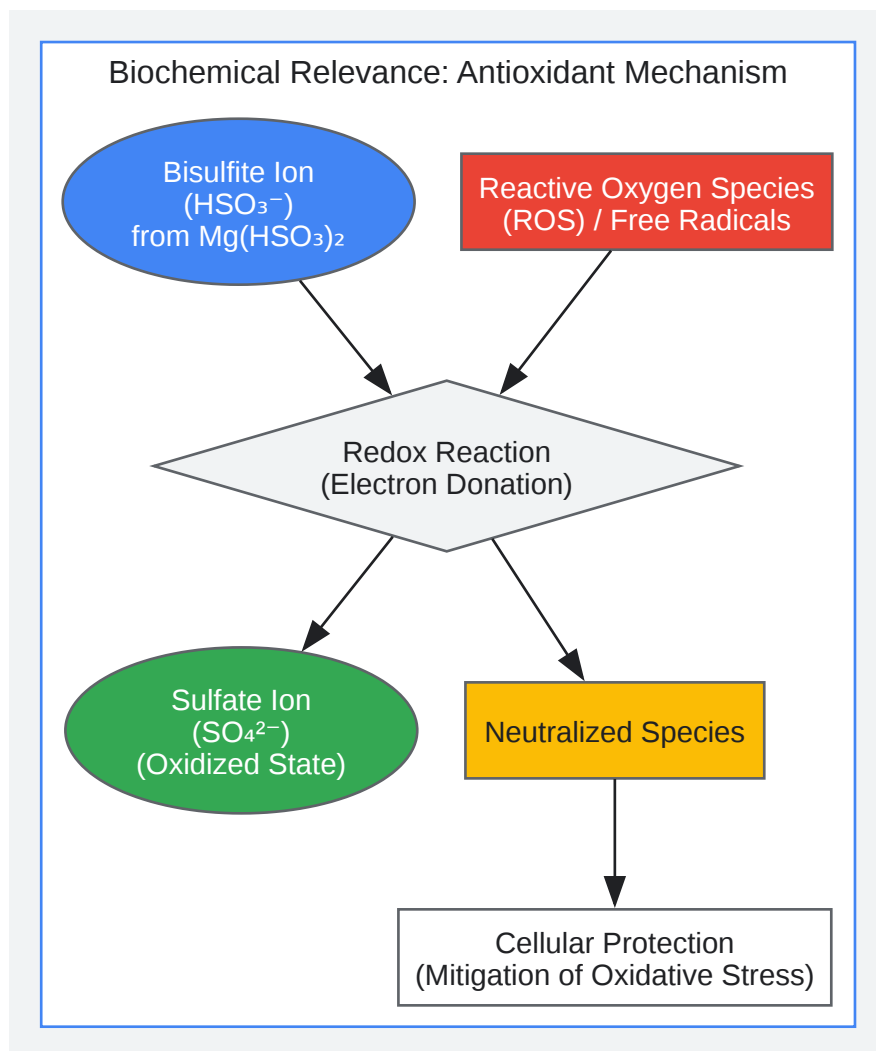 Biochemical Relevance: Antioxidant Mechanism
Bisulfite Ion
(HSO₃⁻)
from Mg(HSO₃)₂
Reactive Oxygen Species
(ROS) / Free Radicals
Redox Reaction
(Electron Donation)
Sulfate Ion
(SO₄²⁻)
(Oxidized State)
Neutralized Species
Cellular Protection
(Mitigation of Oxidative Stress)